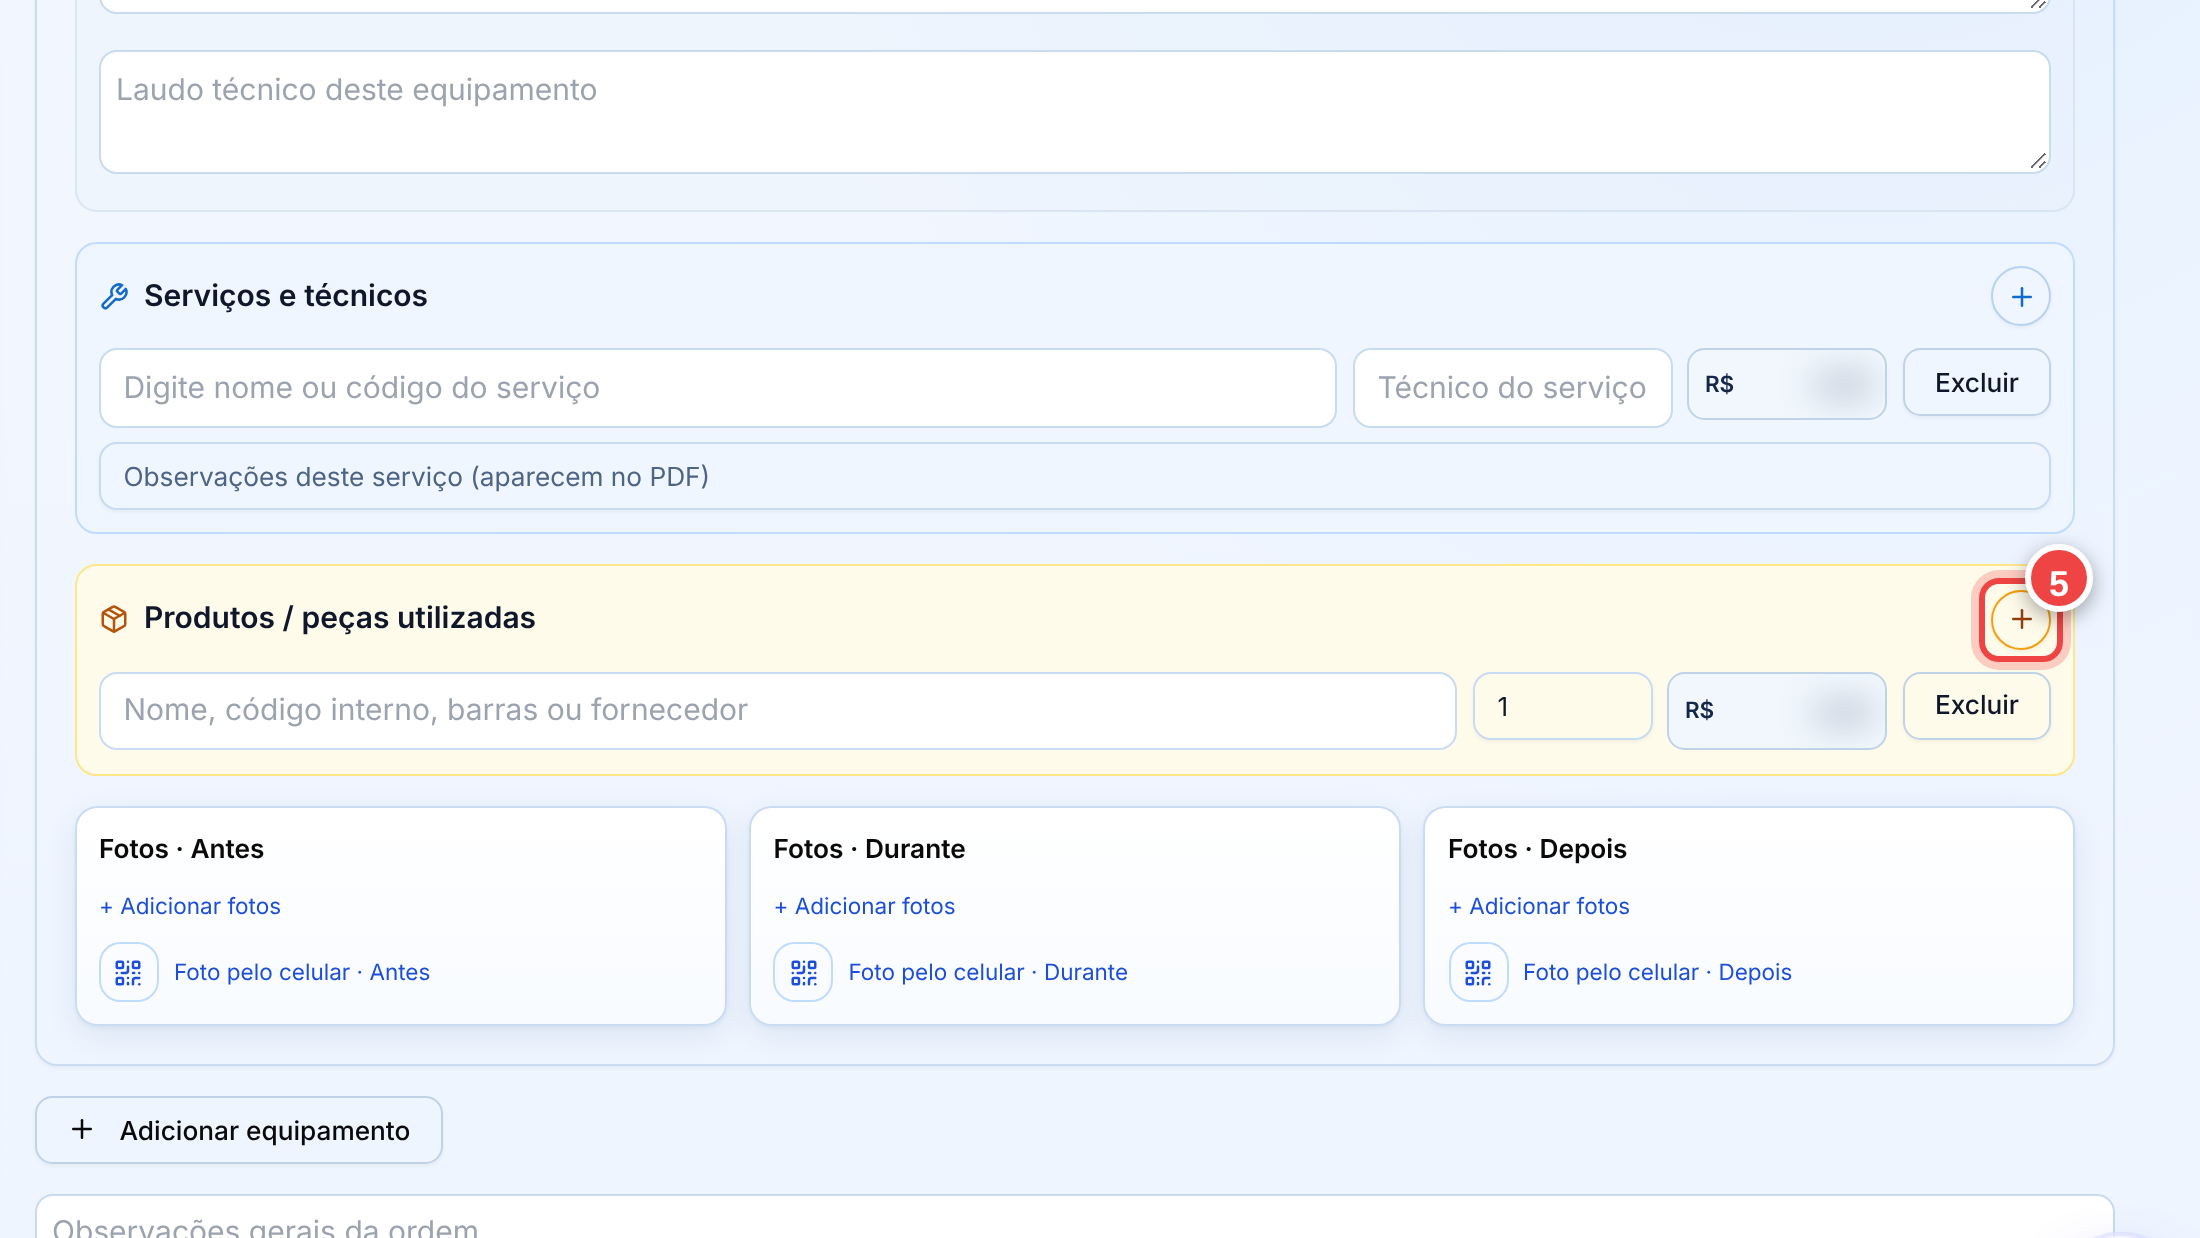 Laudo técnico deste equipamento
Serviços e técnicos
Digite nome ou código do serviço
Técnico do serviço
R$
Excluir
Observações deste serviço (aparecem no PDF)
5
Produtos / peças utilizadas
Nome, código interno, barras ou fornecedor
1
R$
Excluir
Fotos · Antes
+ Adicionar fotos
Foto pelo celular · Antes
Fotos · Durante
+ Adicionar fotos
Foto pelo celular · Durante
Fotos · Depois
+ Adicionar fotos
Foto pelo celular · Depois
+ Adicionar equipamento
Observações gerais da ordem